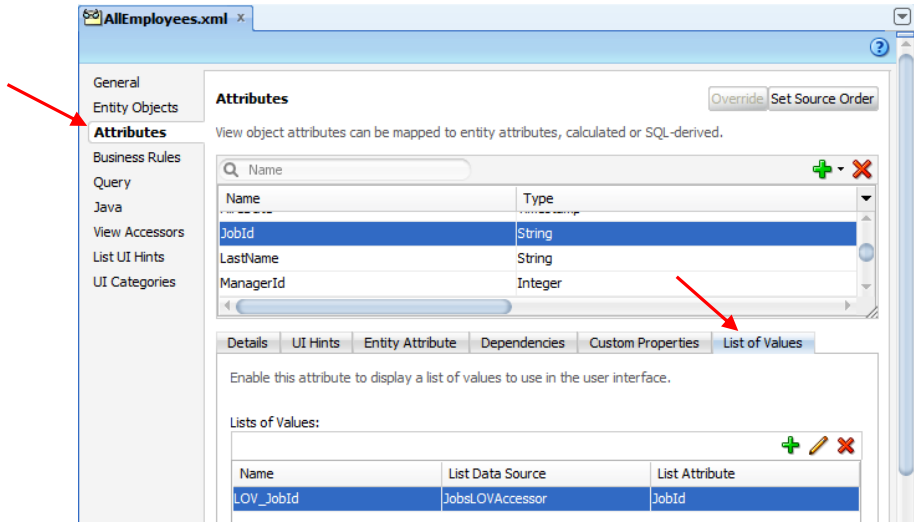 AllEmployees.xml
General
Entity Objects
Attributes
Business Rules
Query
Java
View Accessors
List UI Hints
UI Categories
Attributes
Override Set Source Order
View object attributes can be mapped to entity attributes, calculated or SQL-derived.
Name
Name Type
JobId String
LastName String
ManagerId Integer
Details UI Hints Entity Attribute Dependencies Custom Properties List of Values
Enable this attribute to display a list of values to use in the user interface.
Lists of Values:
Name List Data Source List Attribute
LOV_JobId JobsLOVAccessor JobId